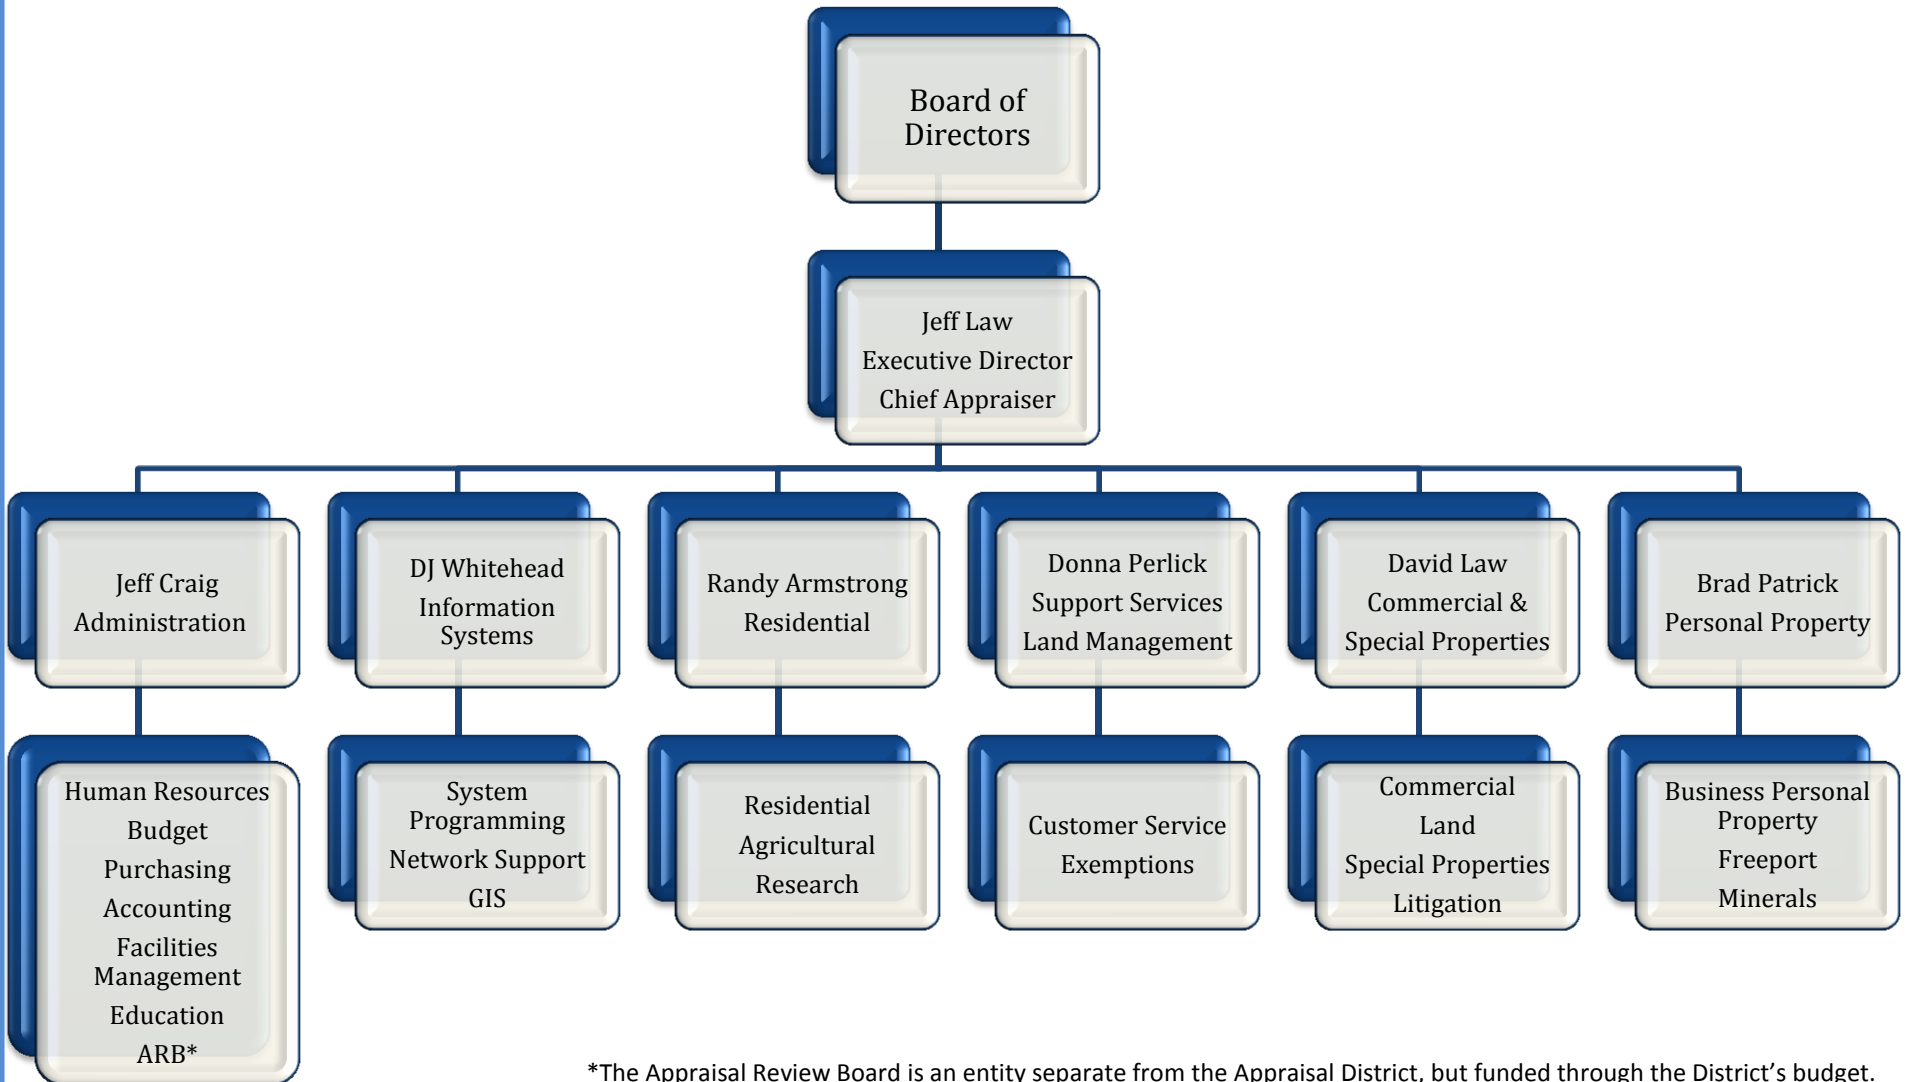 Board of
Directors
Jeff Law
Executive Director
Chief Appraiser
Jeff Craig
Administration
DJ Whitehead
Information
Systems
Randy Armstrong
Residential
Donna Perlick
Support Services
Land Management
David Law
Commercial &
Special Properties
Brad Patrick
Personal Property
Human Resources
Budget
Purchasing
Accounting
Facilities
Management
Education
ARB*
System
Programming
Network Support
GIS
Residential
Agricultural
Research
Customer Service
Exemptions
Commercial
Land
Special Properties
Litigation
Business Personal
Property
Freeport
Minerals
*The Appraisal Review Board is an entity separate from the Appraisal District, but funded through the District’s budget.